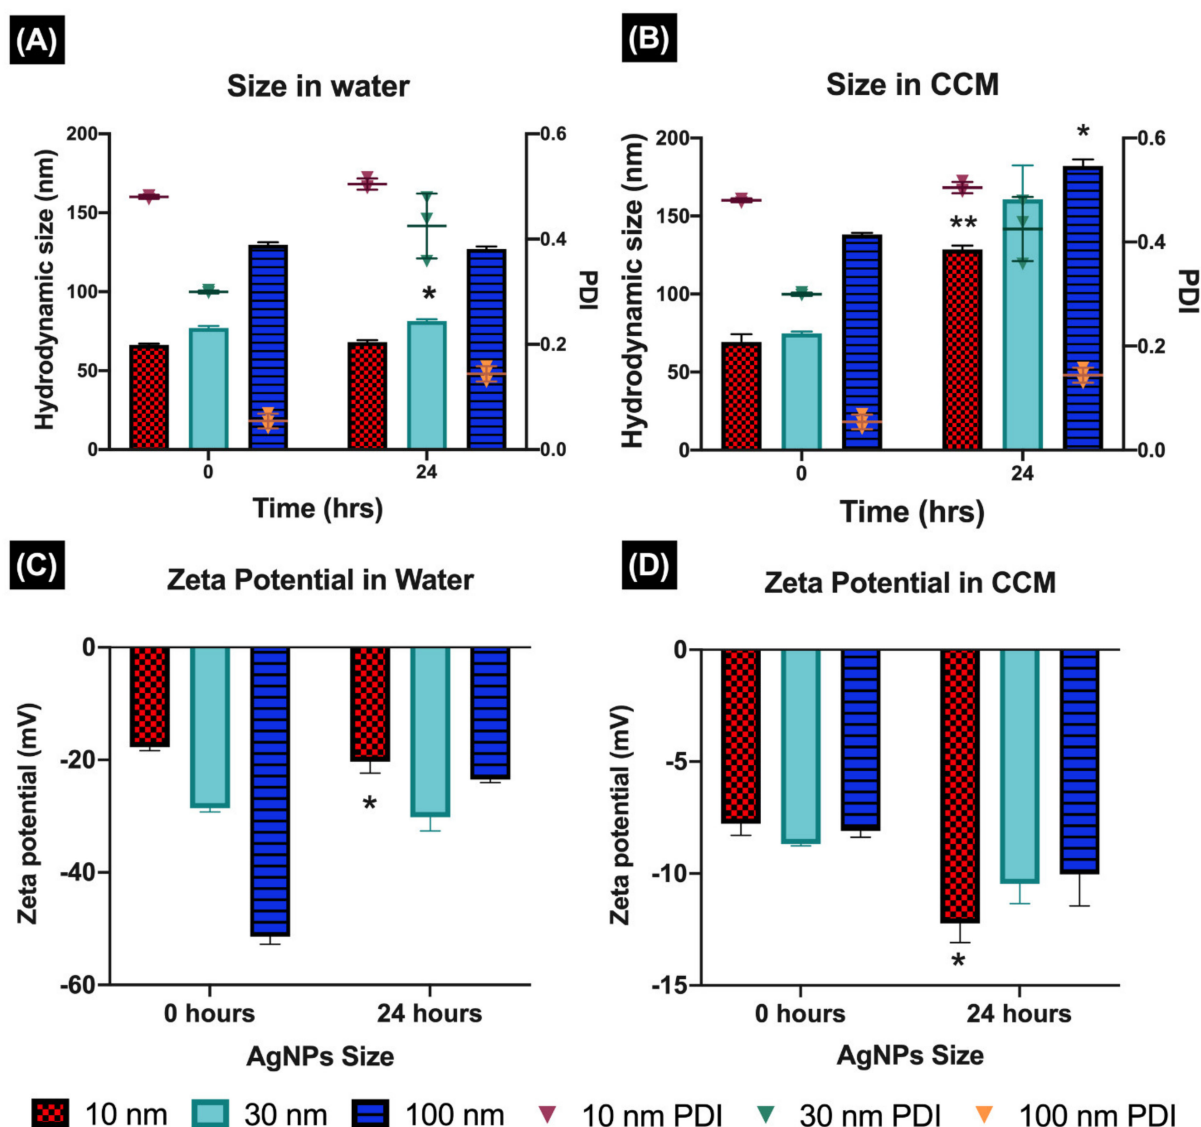 (A)
Size in water
Hydrodynamic size (nm)
200
150
100
50
0
*
0.6
0.4
0.2
0.0
PDI
0
24
Time (hrs)
(B)
Size in CCM
Hydrodynamic size (nm)
200
150
100
50
0
**
*
0.6
0.4
0.2
0.0
PDI
0
24
Time (hrs)
(C)
Zeta Potential in Water
Zeta potential (mV)
0
-20
-40
-60
*
0 hours
24 hours
AgNPs Size
(D)
Zeta Potential in CCM
Zeta potential (mV)
0
-5
-10
-15
*
0 hours
24 hours
AgNPs Size
10 nm 30 nm 100 nm 10 nm PDI 30 nm PDI 100 nm PDI